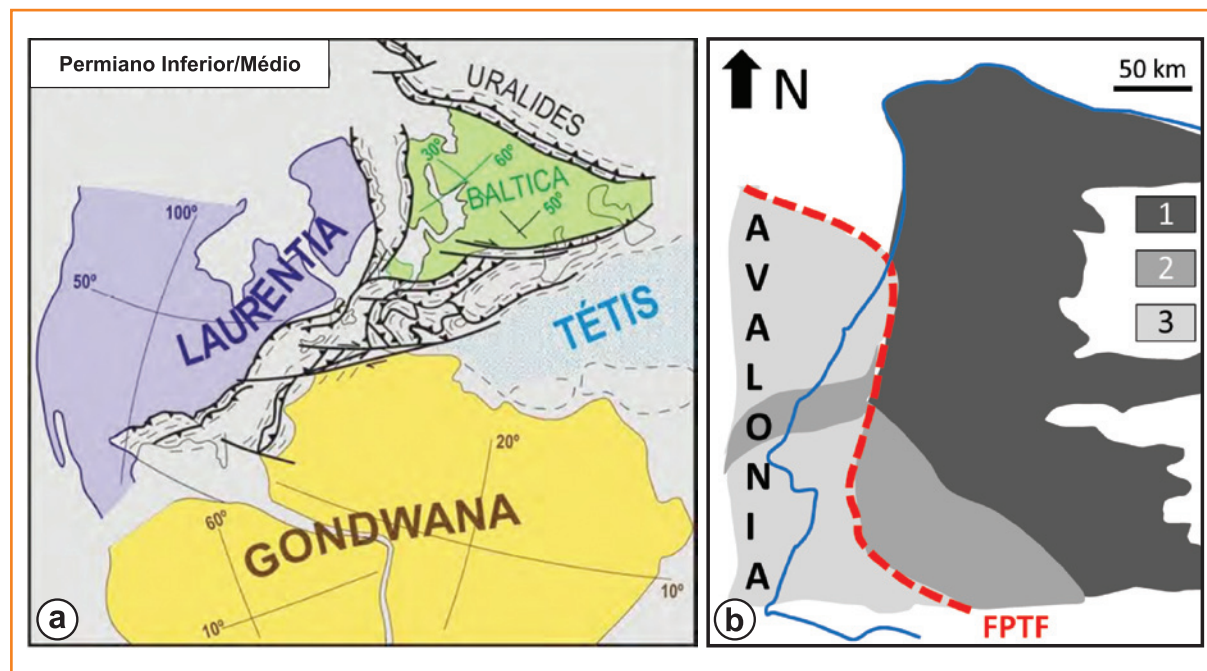 Permiano Inferior/Médio
URALIDES
30º
60º
BALTICA
50º
100º
50º
LAURENTIA
TÉTIS
20º
GONDWANA
60º
10º
10º
a
N
50 km
1
2
3
AVALONIA
FPTF
b